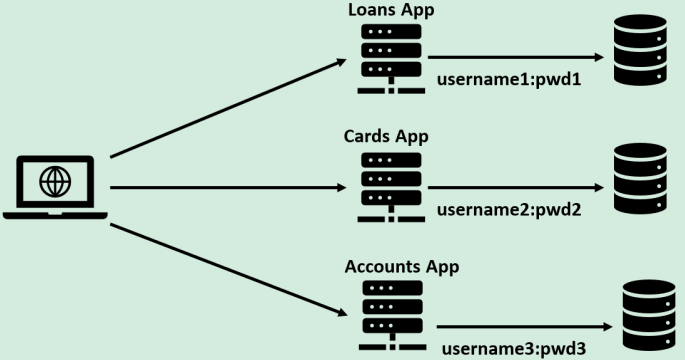 Loans App
username1:pwd1
Cards App
username2:pwd2
Accounts App
username3:pwd3